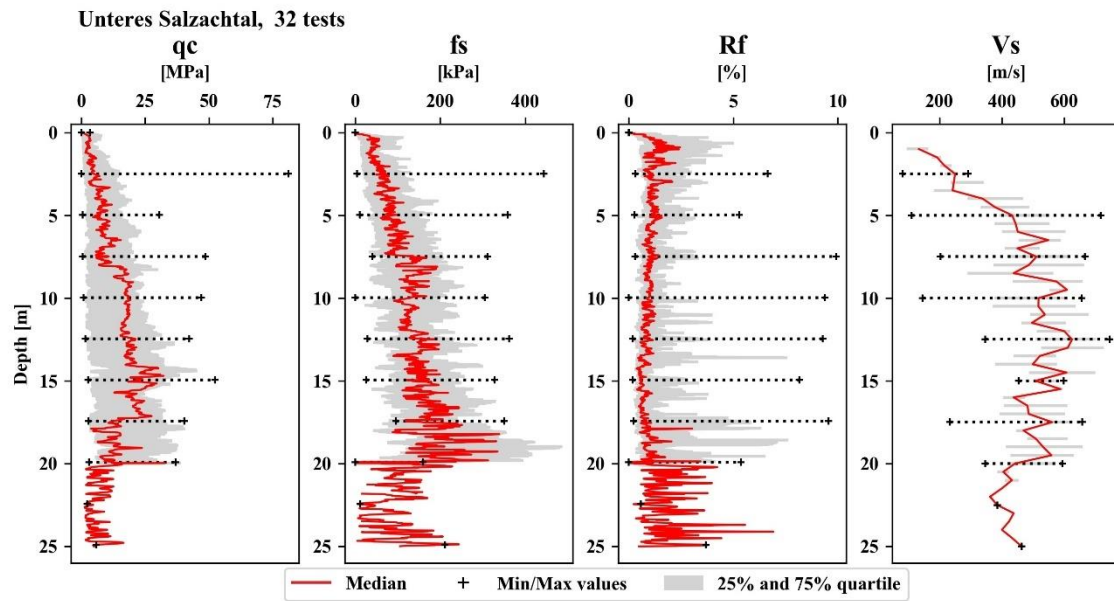 Unteres Salzachtal, 32 tests
qc fs Rf Vs
[MPa] [kPa] [%] [m/s]
0 25 50 75 0 200 400 0 5 10 200 400 600
0 0 0 0
5 5 5 5
10 10 10 10
15 15 15 15
20 20 20 20
25 25 25 25
Depth [m]
Median Min/Max values 25% and 75% quartile